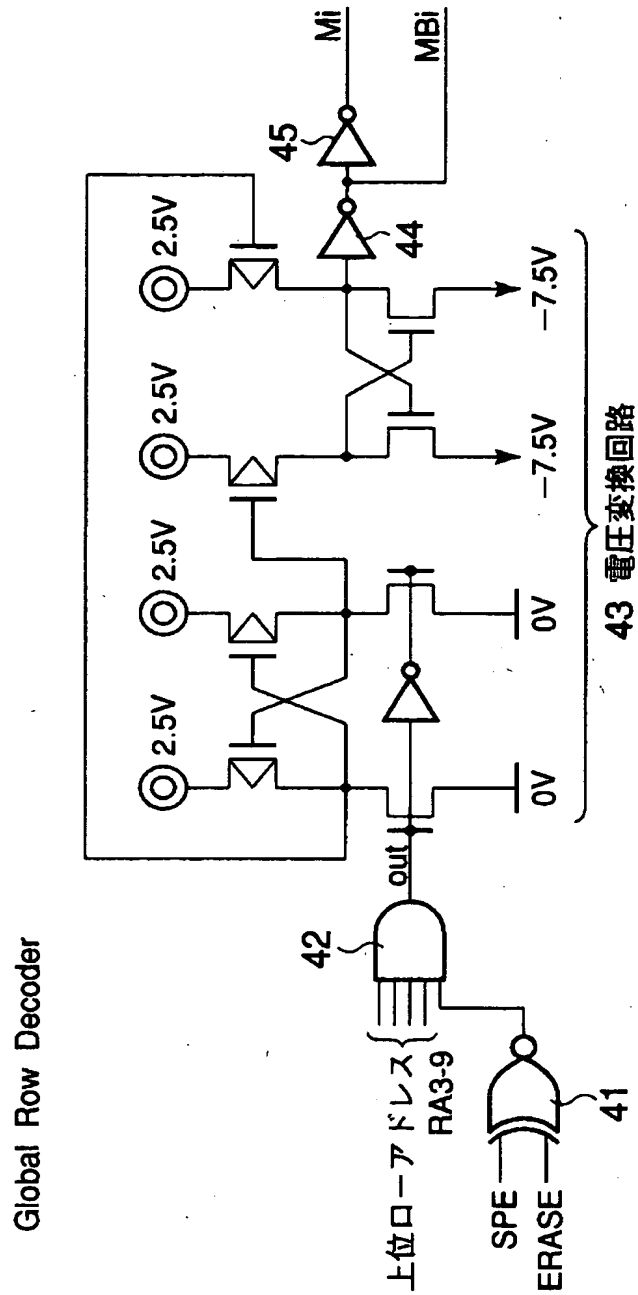 Global Row Decoder
2.5V
2.5V
2.5V
2.5V
45
Mi
MBi
44
42
out
上位ローアドレス
RA3-9
SPE
ERASE
41
0V
0V
−7.5V
−7.5V
43 電圧変換回路